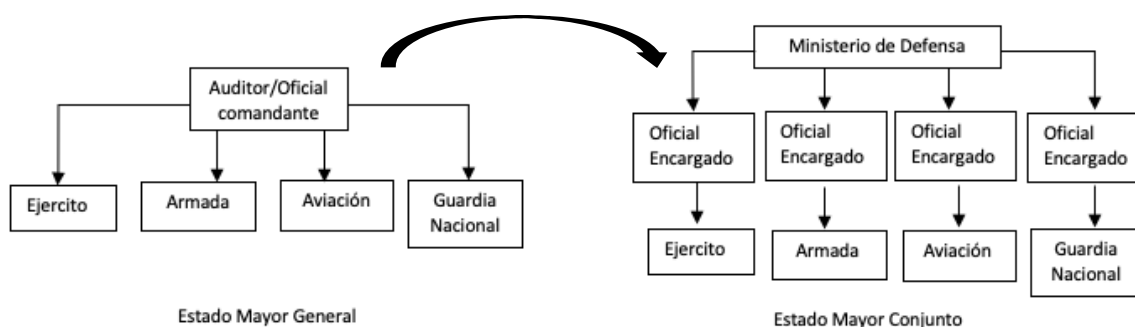 Auditor/Oficial
comandante
Ejercito
Armada
Aviación
Guardia
Nacional
Estado Mayor General
Ministerio de Defensa
Oficial
Encargado
Oficial
Encargado
Oficial
Encargado
Oficial
Encargado
Ejercito
Armada
Aviación
Guardia
Nacional
Estado Mayor Conjunto